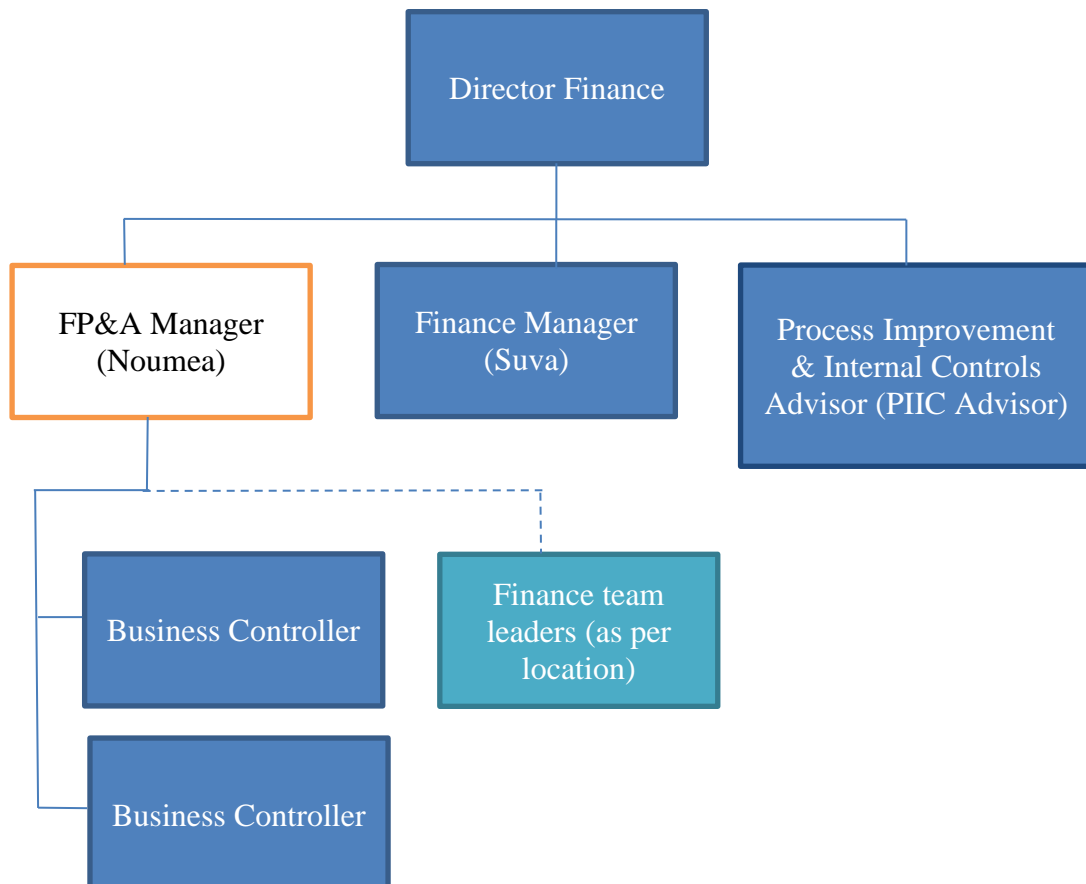 Director Finance
FP&A Manager
(Noumea)
Finance Manager
(Suva)
Process Improvement
& Internal Controls
Advisor (PIIC Advisor)
Business Controller
Finance team
leaders (as per
location)
Business Controller